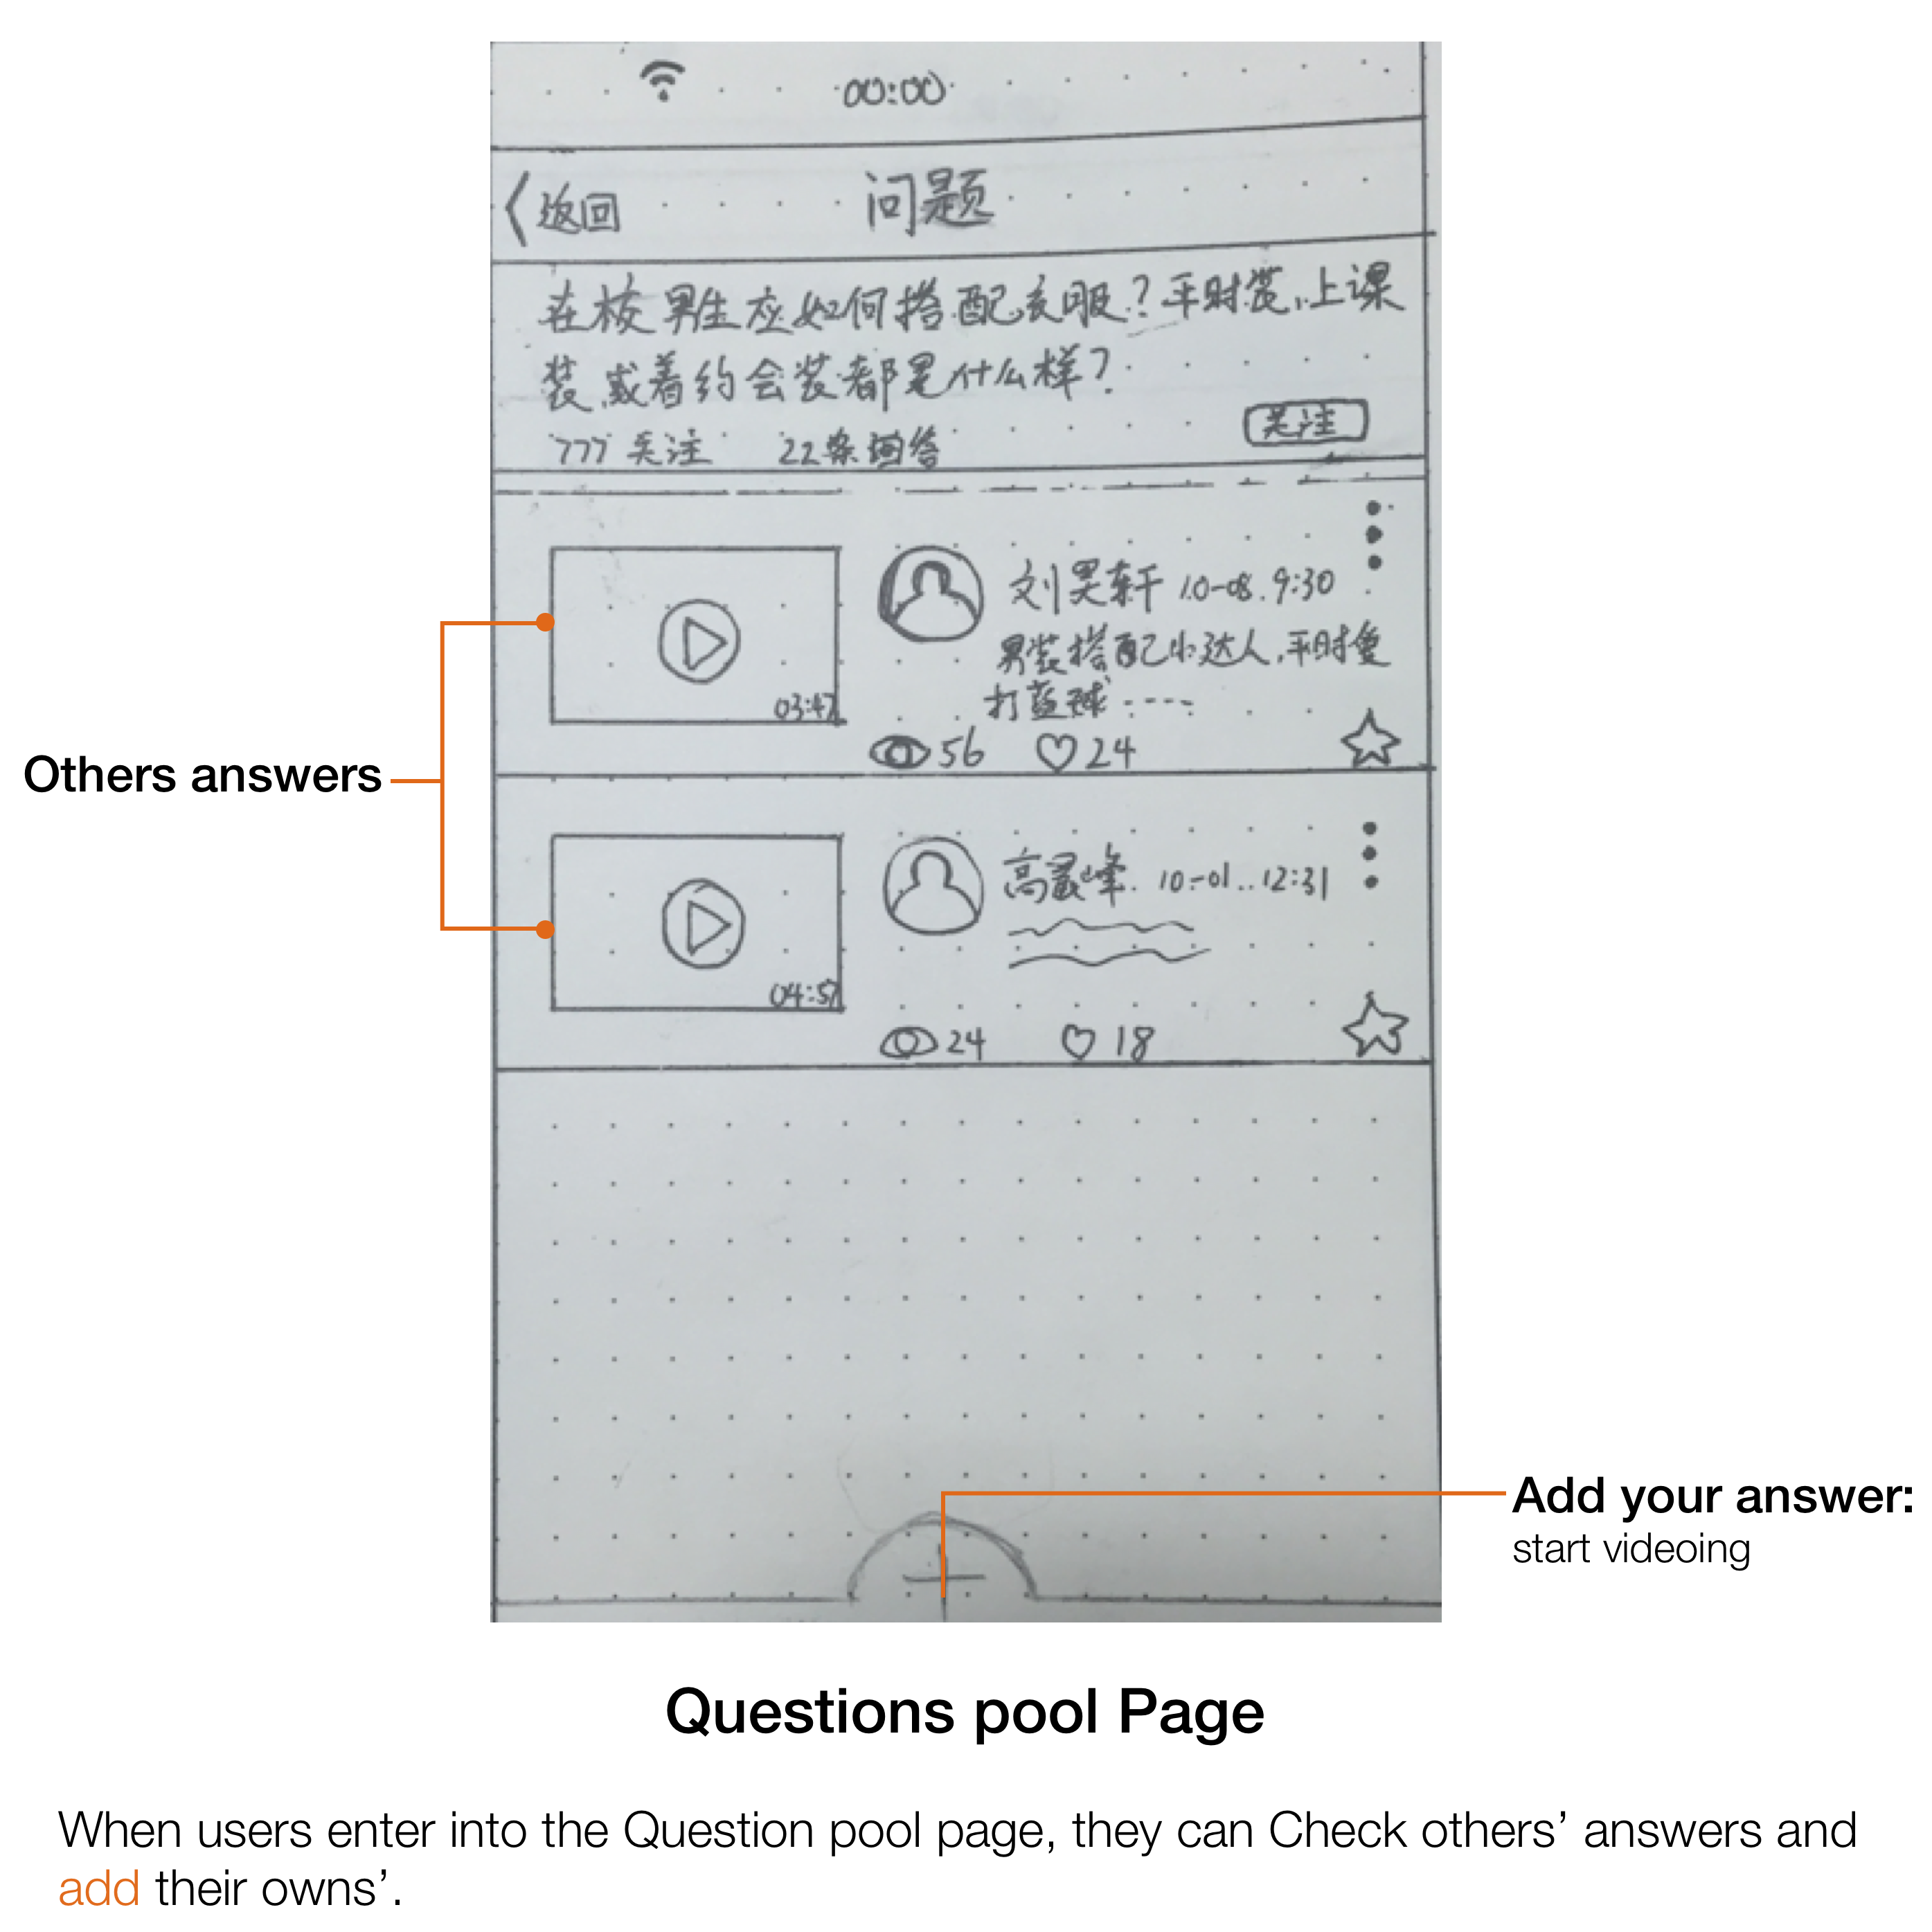 00:00
返回 问题
在校男生应如何搭配衣服？平时装、上课
装、或着约会装都是什么样？
777 关注 22条回答 关注
刘昊轩 10-08 9:30
男装搭配小达人，平时爱
打蓝球
03:47
56 24
Others answers
10-01 12:31
04:57
24 18
Add your answer:
start videoing
Questions pool Page
When users enter into the Question pool page, they can Check others’ answers and
add their owns’.